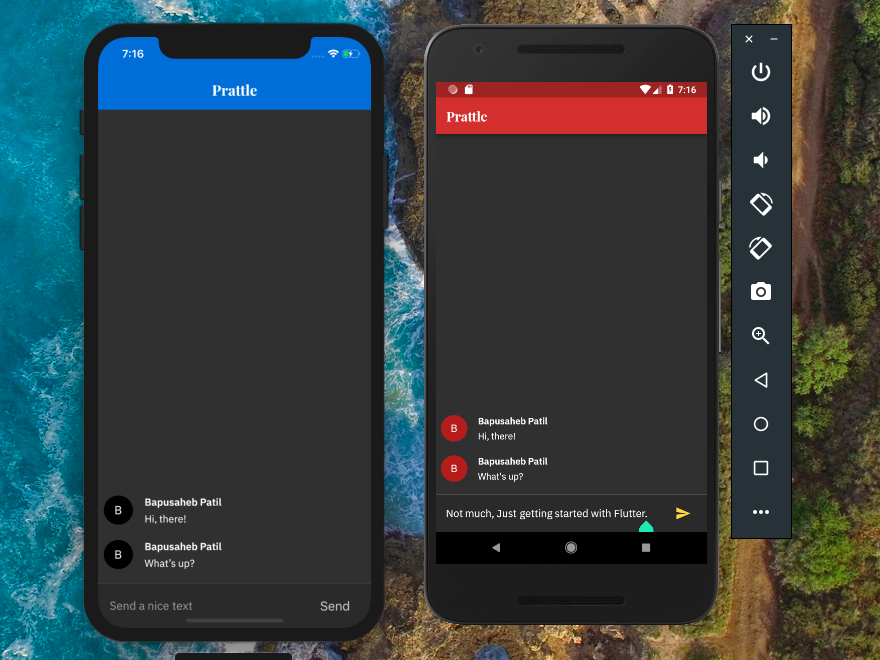 7:16
Prattle
B
Bapusaheb Patil
Hi, there!
B
Bapusaheb Patil
What's up?
Send a nice text
Send
7:16
Prattle
B
Bapusaheb Patil
Hi, there!
B
Bapusaheb Patil
What's up?
Not much, Just getting started with Flutter.